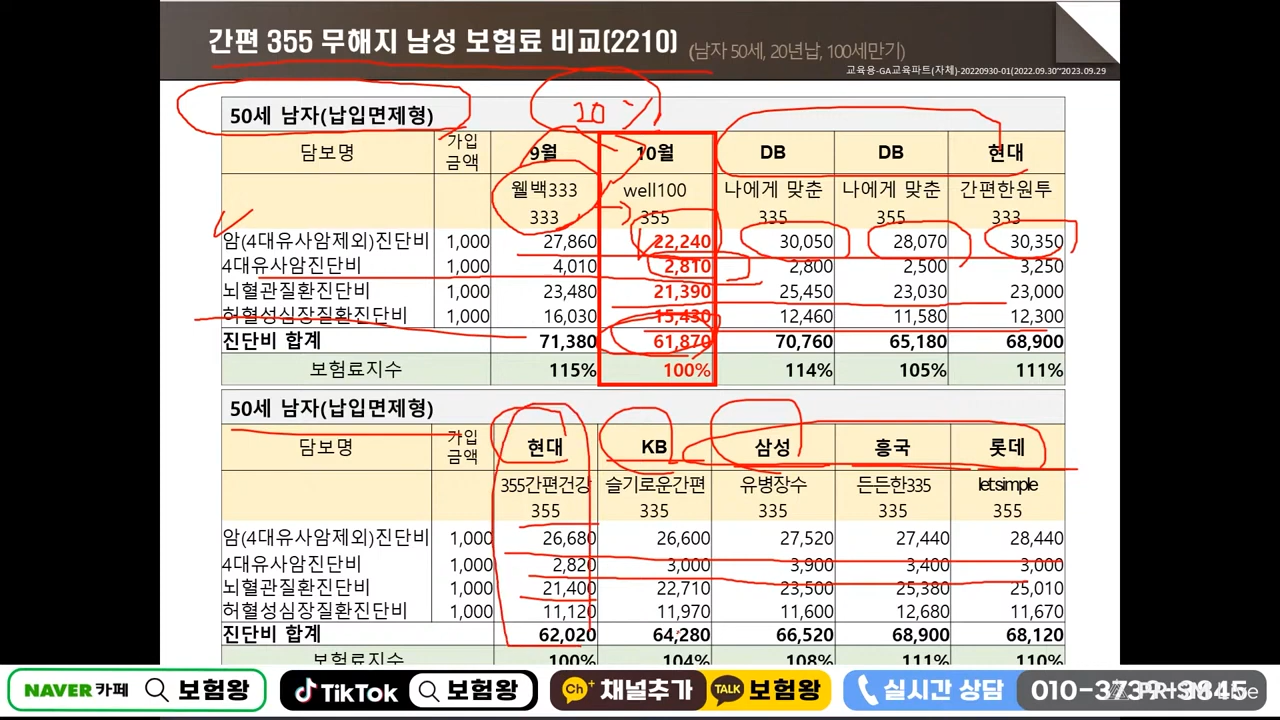 간편 355 무해지 남성 보험료 비교(2210) (남자 50세, 20년납, 100세만기)
교육용-GA교육파트(자체)-20220930-01(2022.09.30~2023.09.29
20 %
50세 남자(납입면제형)
담보명 가입금액 9월 10월 DB DB 현대
웰백333 well100 나에게 맞춘 나에게 맞춘 간편한원투
333 355 335 355 333
암(4대유사암제외)진단비 1,000 27,860 22,240 30,050 28,070 30,350
4대유사암진단비 1,000 4,010 2,810 2,800 2,500 3,250
뇌혈관질환진단비 1,000 23,480 21,390 25,450 23,030 23,000
허혈성심장질환진단비 1,000 16,030 15,430 12,460 11,580 12,300
진단비 합계 71,380 61,870 70,760 65,180 68,900
보험료지수 115% 100% 114% 105% 111%
50세 남자(납입면제형)
담보명 가입금액 현대 KB 삼성 흥국 롯데
355간편건강 슬기로운간편 유병장수 든든한335 let:simple
355 335 335 335 355
암(4대유사암제외)진단비 1,000 26,680 26,600 27,520 27,440 28,440
4대유사암진단비 1,000 2,820 3,000 3,900 3,400 3,000
뇌혈관질환진단비 1,000 21,400 22,710 23,500 25,380 25,010
허혈성심장질환진단비 1,000 11,120 11,970 11,600 12,680 11,670
진단비 합계 62,020 64,280 66,520 68,900 68,120
보험료지수 100% 104% 108% 111% 110%
NAVER 카페 보험왕 TikTok 보험왕 Ch+ 채널추가 TALK 보험왕 실시간 상담 010-3739-3845